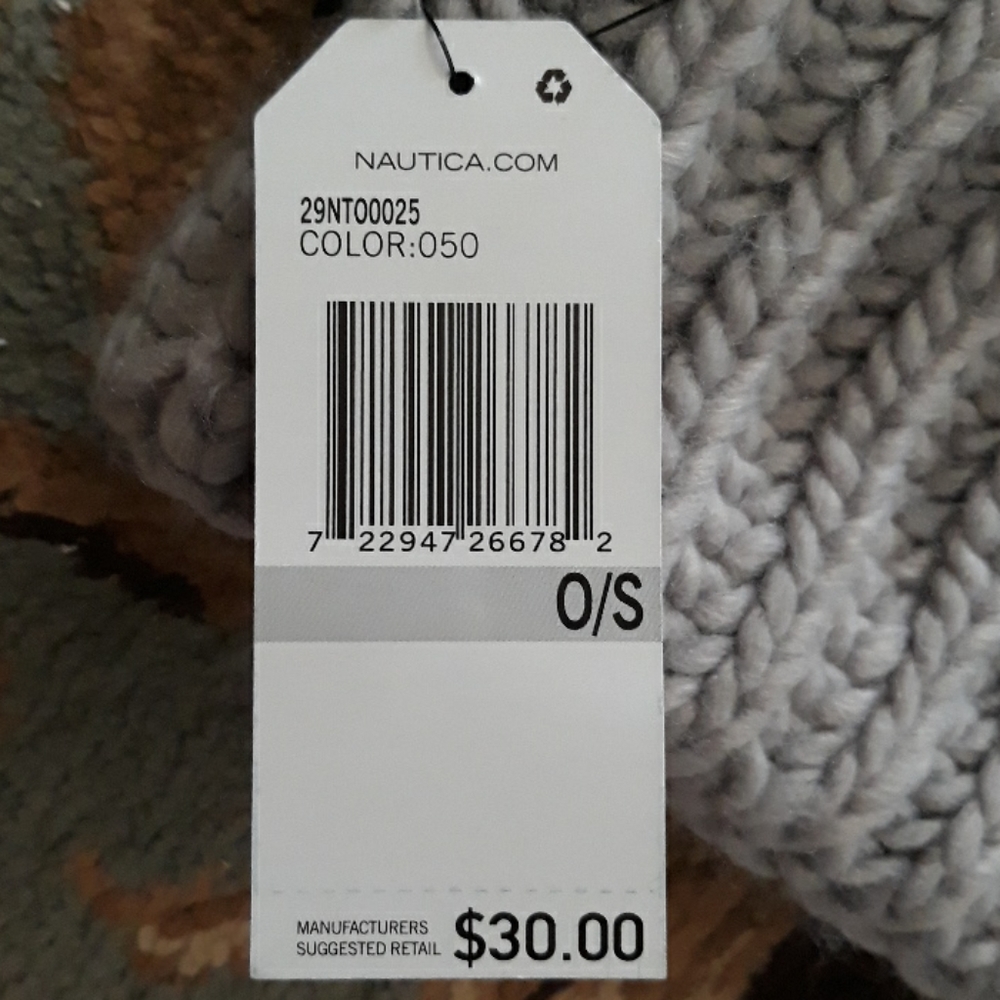 NAUTICA.COM
29NT00025
COLOR:050
7 22947 26678 2
O/S
MANUFACTURERS
SUGGESTED RETAIL $30.00